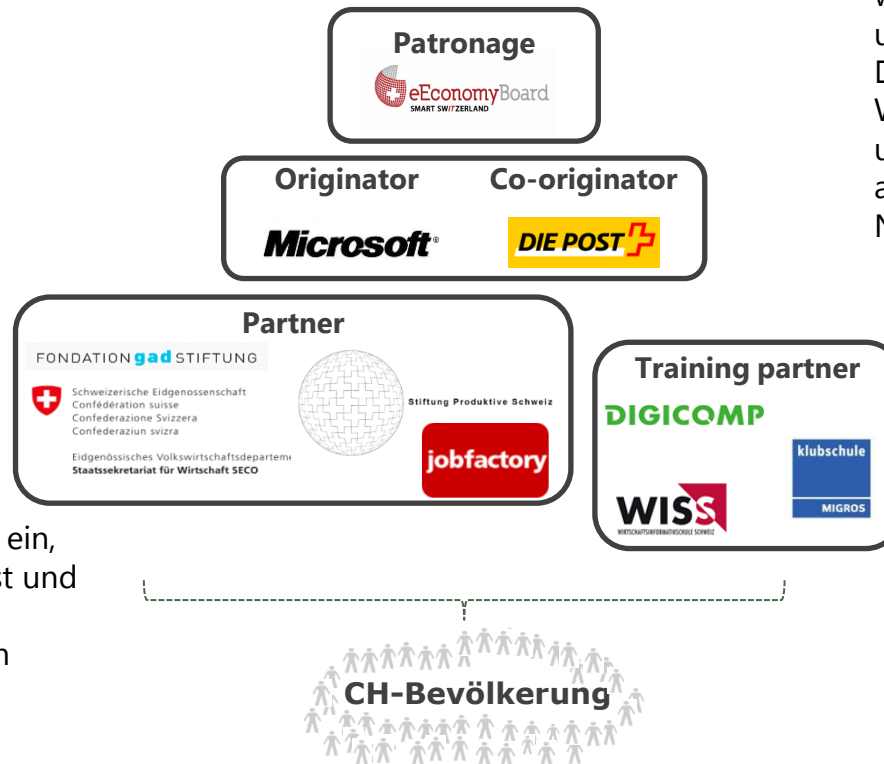 Patronage
eEconomyBoard
SMART SWITZERLAND
Originator
Co-originator
Microsoft®
DIE POST
Partner
FONDATION gad STIFTUNG
Schweizerische Eidgenossenschaft
Confédération suisse
Confederazione Svizzera
Confederaziun svizra
Eidgenössisches Volkswirtschaftsdeparteme
Staatssekretariat für Wirtschaft SECO
Stiftung Produktive Schweiz
jobfactory
Training partner
DIGICOMP
klubschule
MIGROS
WISS
WIRTSCHAFTSINFORMATIKSCHULE SCHWEIZ
ein,
st und
CH-Bevölkerung